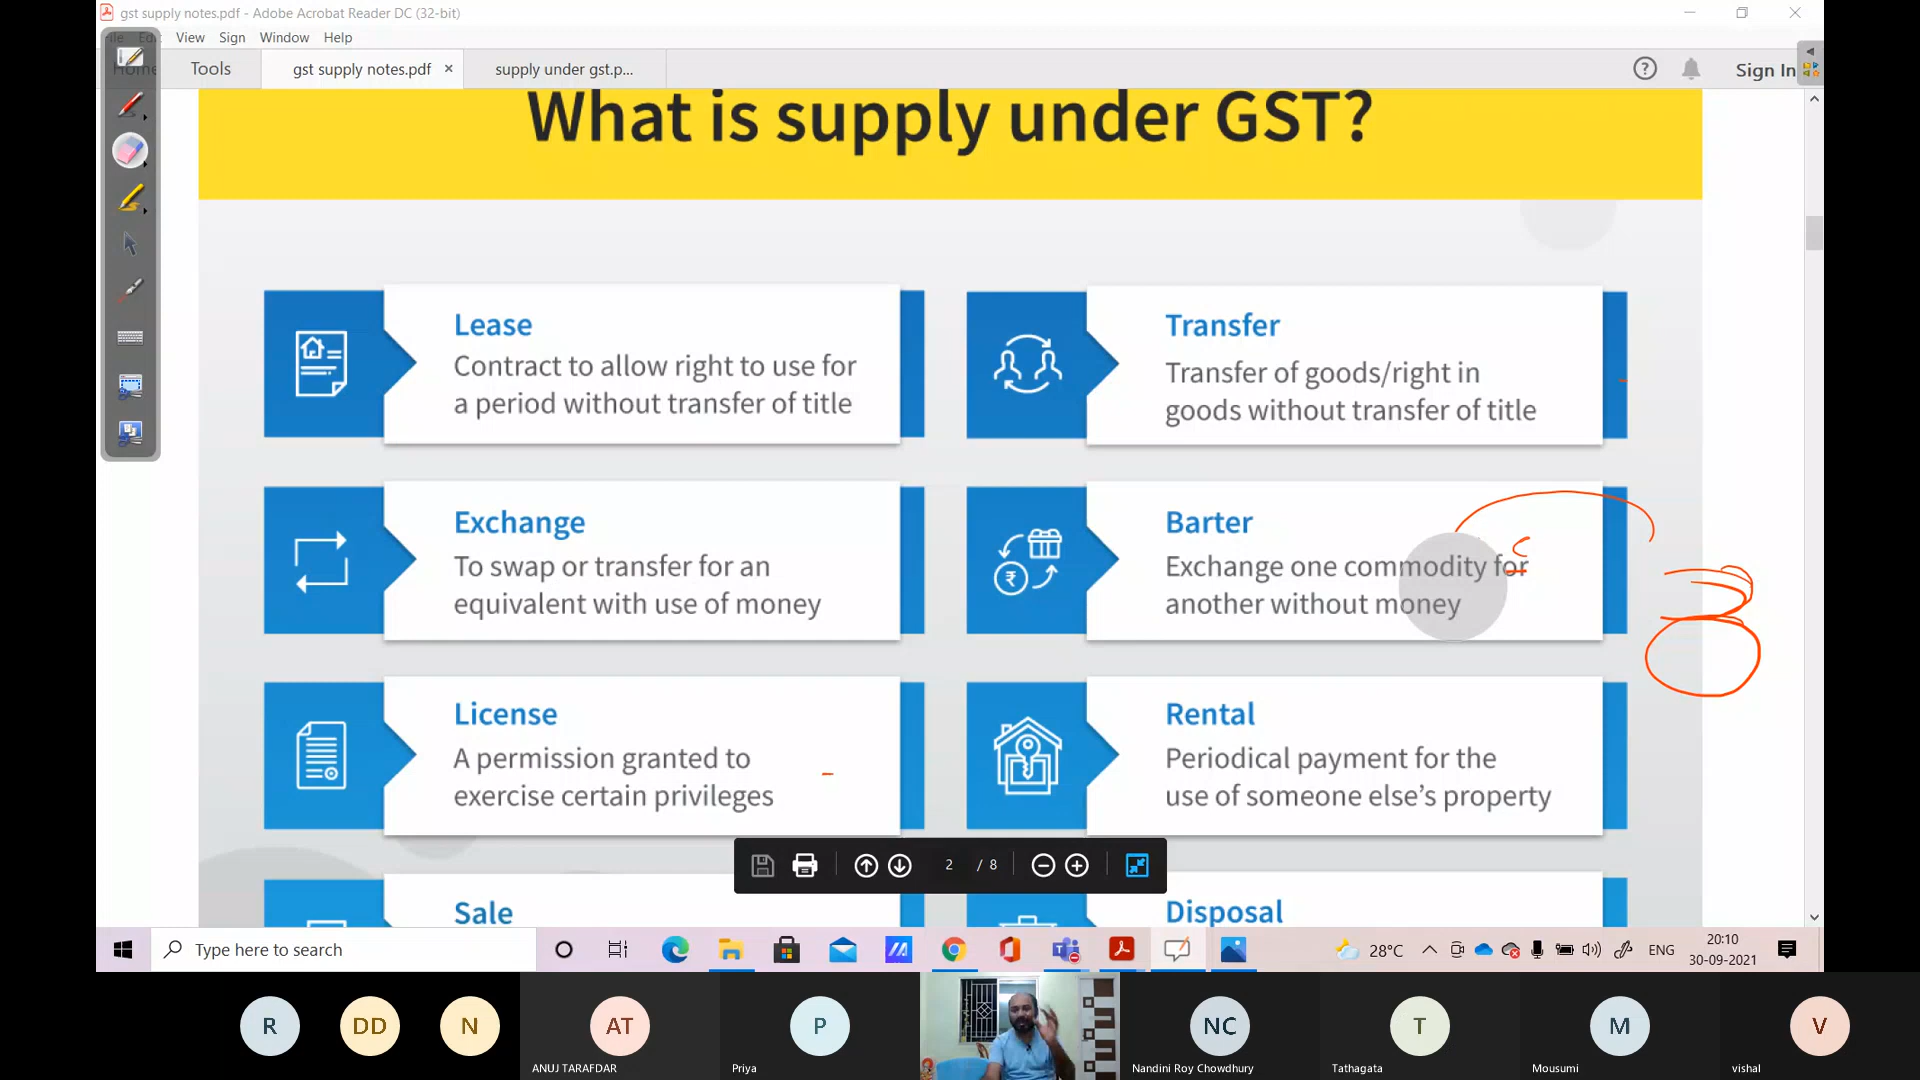 gst supply notes.pdf - Adobe Acrobat Reader DC (32-bit)
View Sign Window Help
Tools gst supply notes.pdf × supply under gst.p... Sign In
What is supply under GST?
Lease
Contract to allow right to use for
a period without transfer of title
Transfer
Transfer of goods/right in
goods without transfer of title
Exchange
To swap or transfer for an
equivalent with use of money
Barter
Exchange one commodity for
another without money
License
A permission granted to
exercise certain privileges
Rental
Periodical payment for the
use of someone else's property
2 / 8
Sale
Disposal
Type here to search
28°C
ENG
20:10
30-09-2021
R
DD
N
AT
ANUJ TARAFDAR
P
Priya
NC
Nandini Roy Chowdhury
T
Tathagata
M
Mousumi
V
vishal